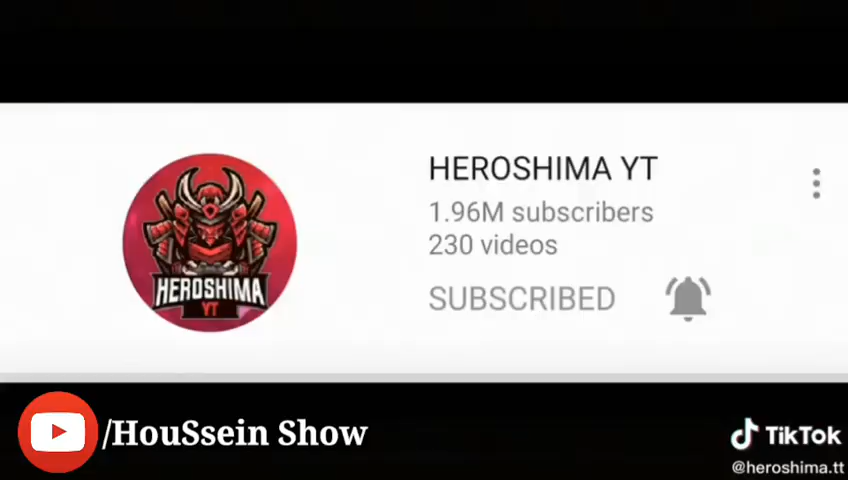 HEROSHIMA YT
1.96M subscribers
230 videos
SUBSCRIBED
HEROSHIMA
YT
/HouSsein Show
TikTok
@heroshima.tt